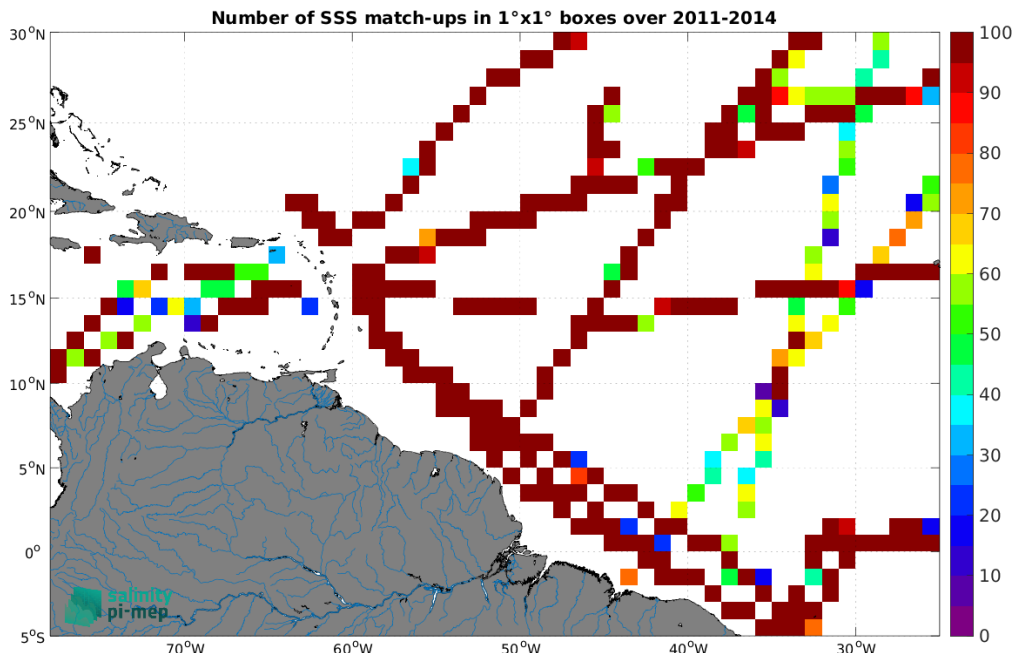 Number of SSS match-ups in 1°x1° boxes over 2011-2014
30°N
25°N
20°N
15°N
10°N
5°N
0°
5°S
70°W 60°W 50°W 40°W 30°W
100
90
80
70
60
50
40
30
20
10
0
salinity
pi-mep